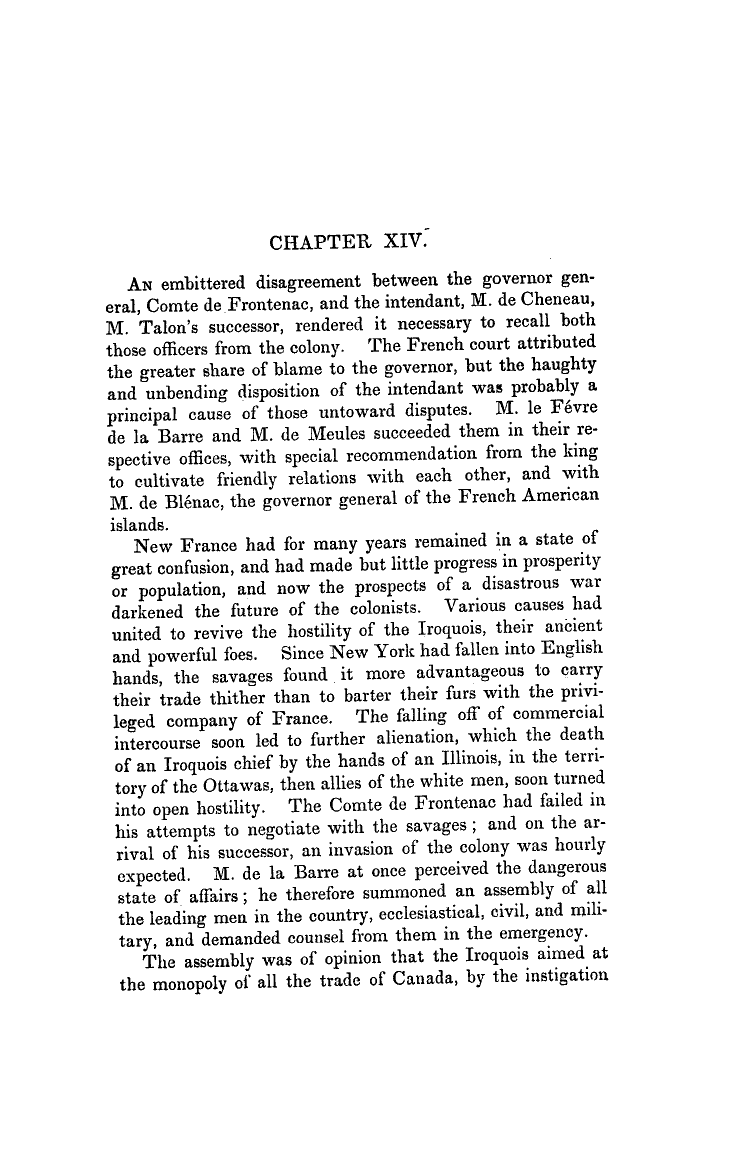 CHAPTER XIV.
An embittered disagreement between the governor gen-
eral, Comte de Frontenac, and the intendant, M. de Cheneau,
M. Talon's successor, rendered it necessary to recall both
those officers from the colony. The French court attributed
the greater share of blame to the governor, but the haughty
and unbending disposition of the intendant was probably a
principal cause of those untoward disputes. M. le Févre
de la Barre and M. de Meules succeeded them in their re-
spective offices, with special recommendation from the king
to cultivate friendly relations with each other, and with
M. de Blénac, the governor general of the French American
islands.
New France had for many years remained in a state of
great confusion, and had made but little progress in prosperity
or population, and now the prospects of a disastrous war
darkened the future of the colonists. Various causes had
united to revive the hostility of the Iroquois, their ancient
and powerful foes. Since New York had fallen into English
hands, the savages found it more advantageous to carry
their trade thither than to barter their furs with the privi-
leged company of France. The falling off of commercial
intercourse soon led to further alienation, which the death
of an Iroquois chief by the hands of an Illinois, in the terri-
tory of the Ottawas, then allies of the white men, soon turned
into open hostility. The Comte de Frontenac had failed in
his attempts to negotiate with the savages; and on the ar-
rival of his successor, an invasion of the colony was hourly
expected. M. de la Barre at once perceived the dangerous
state of affairs; he therefore summoned an assembly of all
the leading men in the country, ecclesiastical, civil, and mili-
tary, and demanded counsel from them in the emergency.
The assembly was of opinion that the Iroquois aimed at
the monopoly of all the trade of Canada, by the instigation